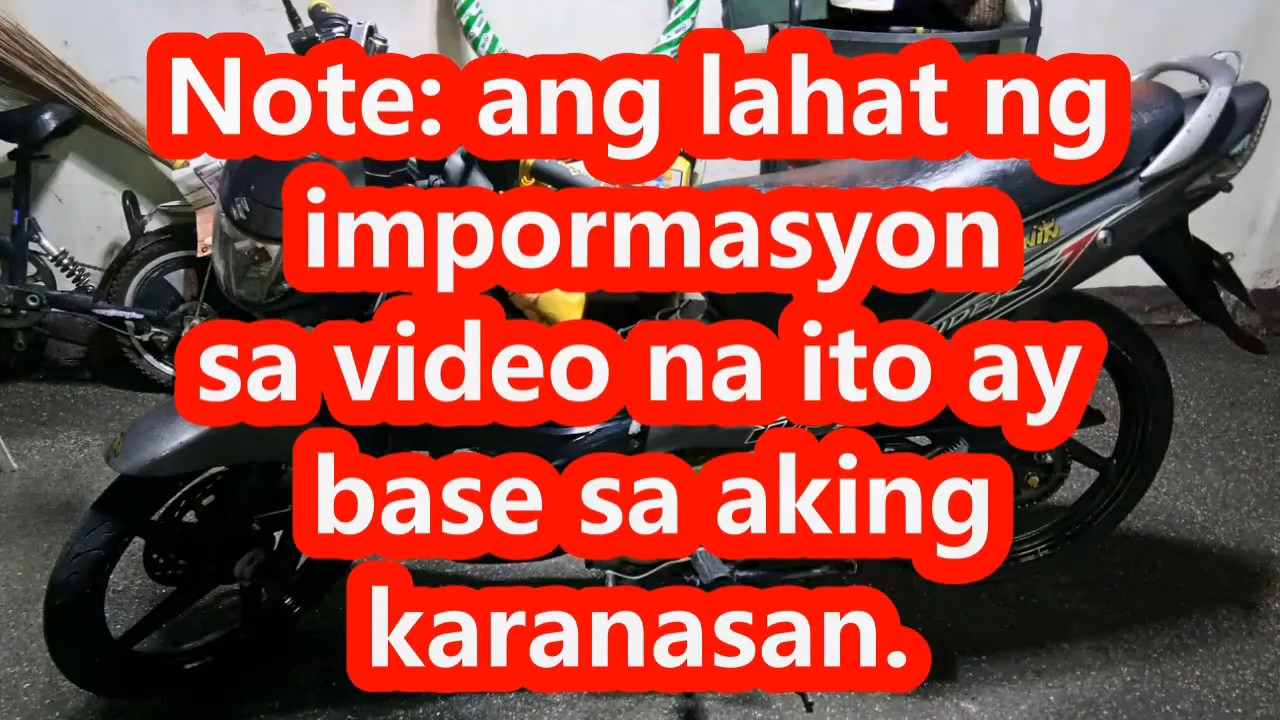 Note: ang lahat ng
impormasyon
sa video na ito ay
base sa aking
karanasan.